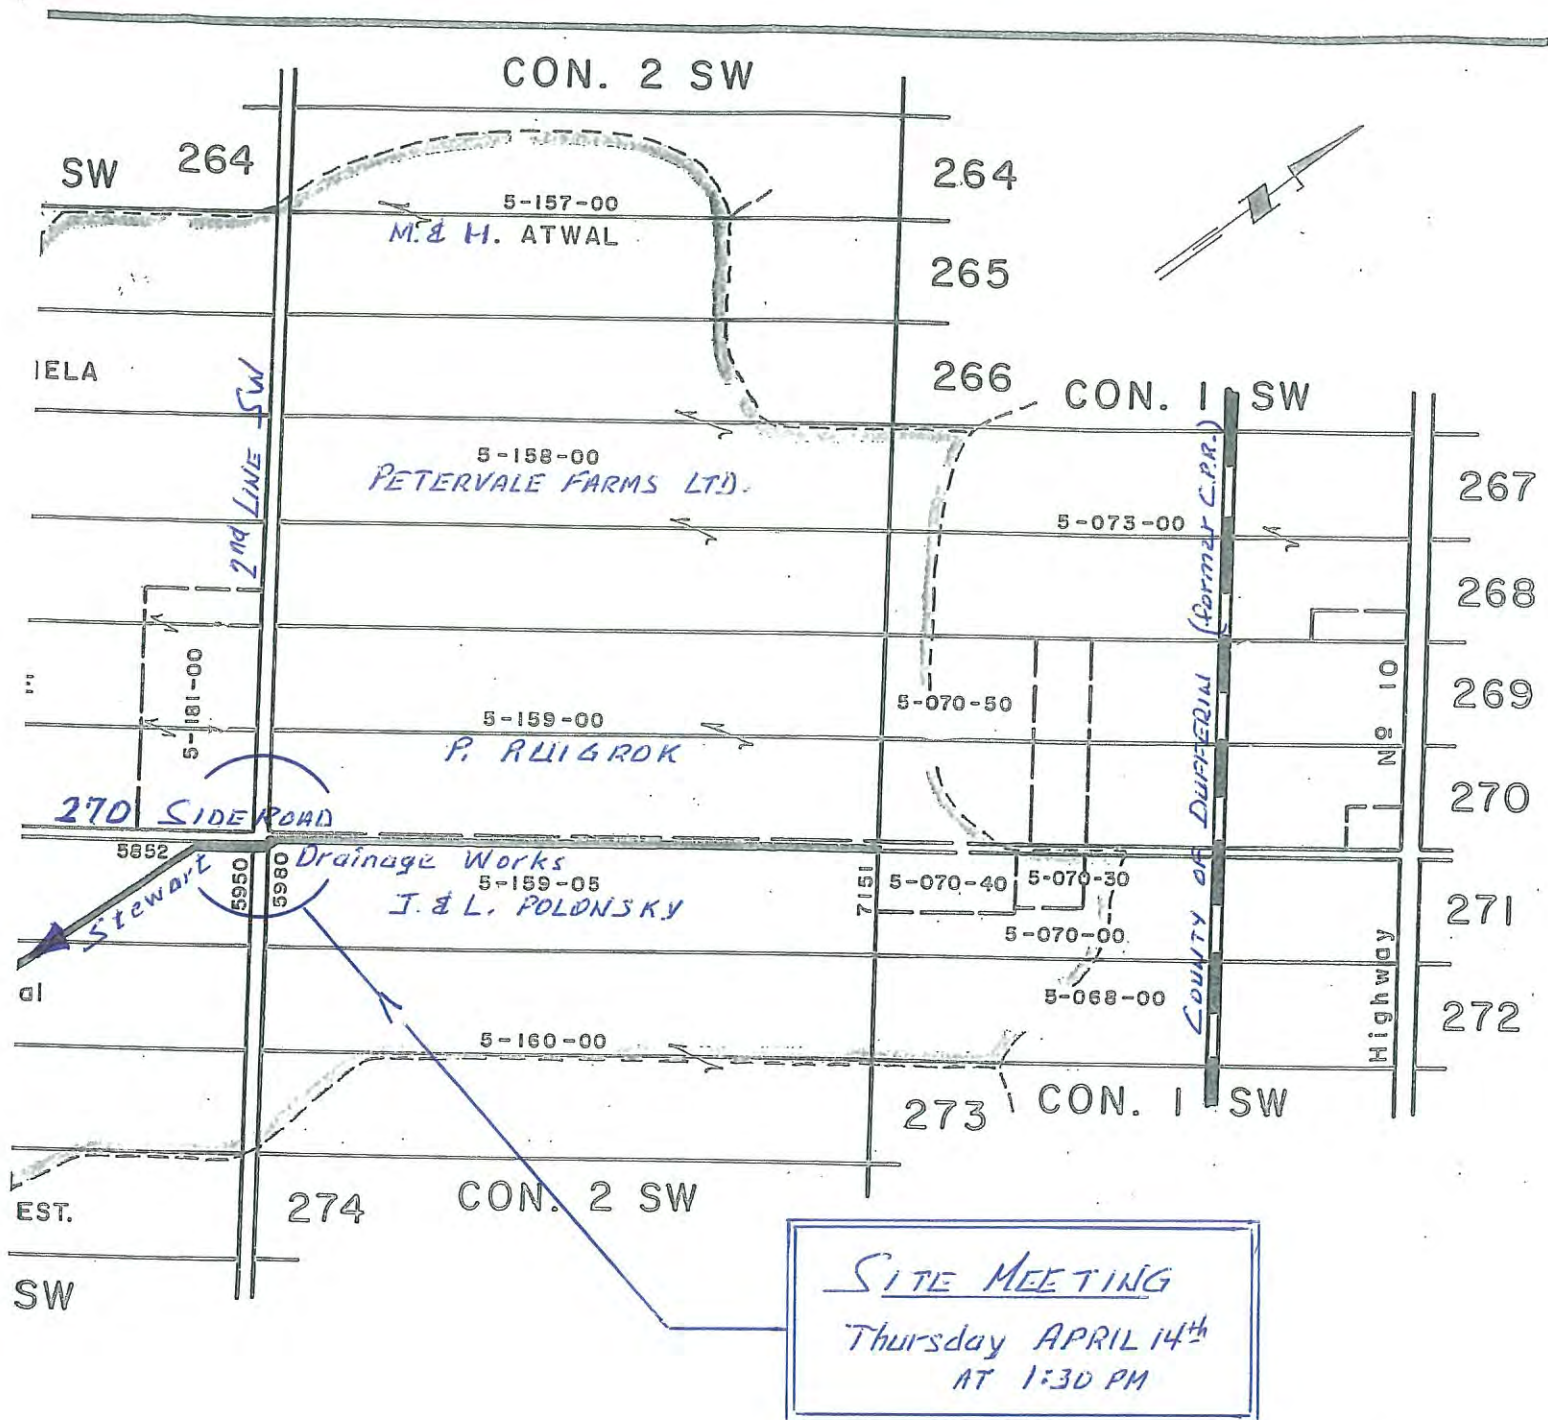 CON. 2 SW
SW 264
264
5-157-00
M. & H. ATWAL
265
IELA
266
CON. 1 SW
2nd LINE SW
5-158-00
PETERVALE FARMS LTD.
267
5-073-00
268
COUNTY OF DUFFERIN (former C.P.R.)
5-181-00
5-070-50
269
5-159-00
P. RUIGROK
Highway No 10
270
270 SIDE ROAD
5852
Stewart Drainage Works
5950
5980
5-159-05
J. & L. POLONSKY
7151
5-070-40
5-070-30
271
5-070-00
al
5-068-00
272
5-160-00
273
CON. 1 SW
EST.
274
CON. 2 SW
SW
SITE MEETING
Thursday APRIL 14th
AT 1:30 PM